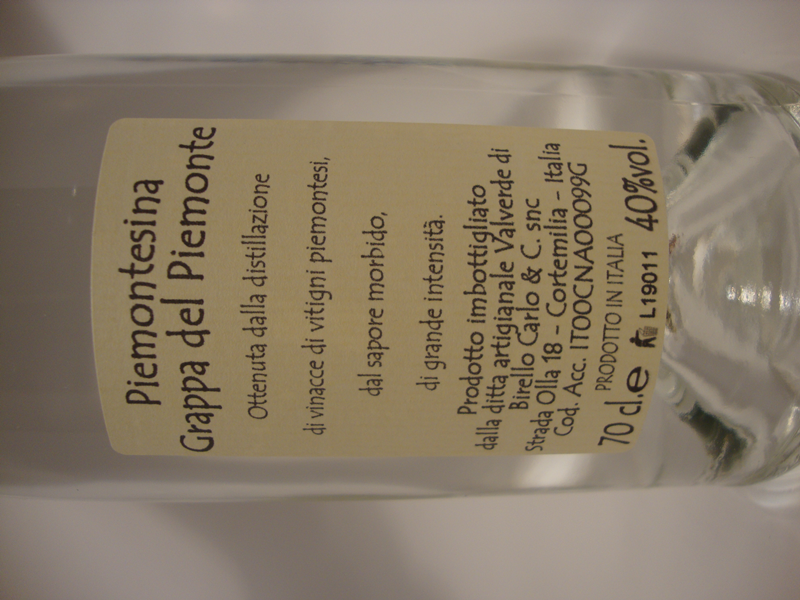 Piemontesina
Grappa del Piemonte
Ottenuta dalla distillazione
di vinacce di vitigni piemontesi,
dal sapore morbido,
di grande intensità.
Prodotto imbottigliato
dalla ditta artigianale Valverde di
Birello Carlo & C. snc
Strada Olla 18 - Cortemilia - Italia
Cod. Acc. IT00CNA00099G
PRODOTTO IN ITALIA
70 cl. e L19011 40%vol.